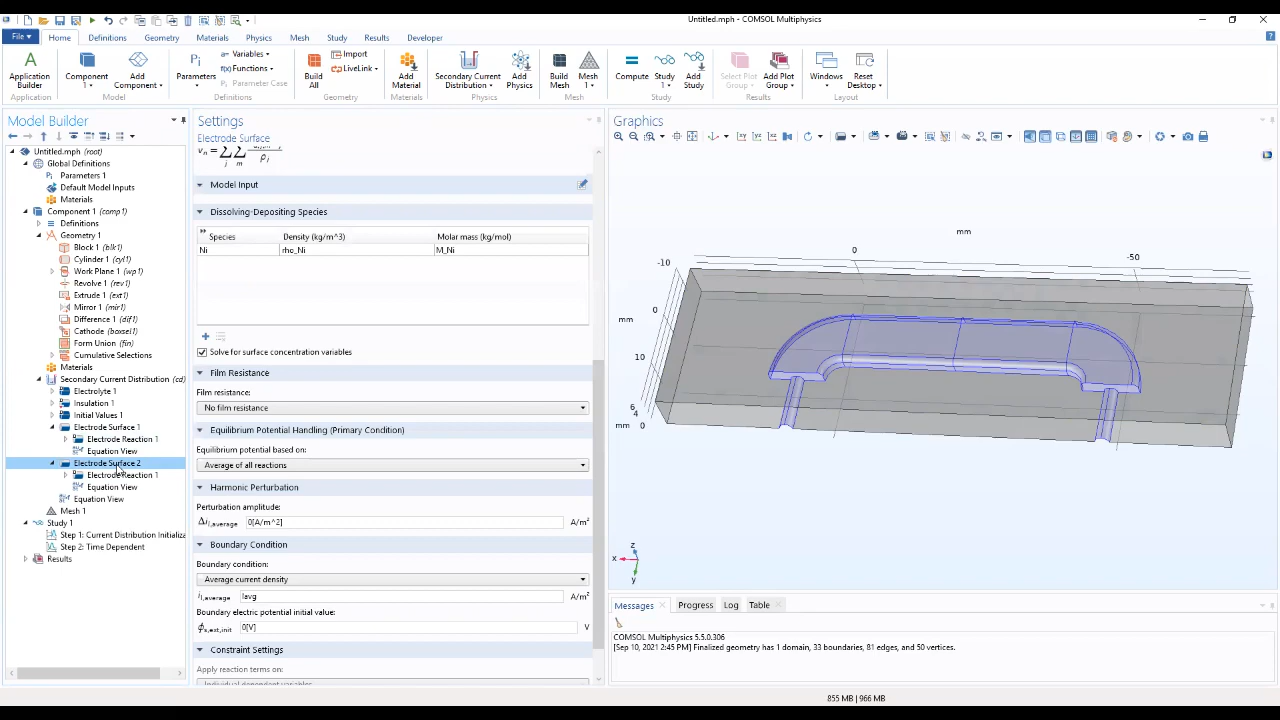 Untitled.mph - COMSOL Multiphysics
File
Home
Definitions
Geometry
Materials
Physics
Mesh
Study
Results
Developer
Application Builder
Component 1
Add Component
Pi
Parameters
a= Variables
f(x) Functions
Pi Parameter Case
Build All
Import
LiveLink
Add Material
Secondary Current Distribution
Add Physics
Build Mesh
Mesh 1
Compute
Study 1
Add Study
Select Plot Group
Add Plot Group
Windows
Reset Desktop
Application
Model
Definitions
Geometry
Materials
Physics
Mesh
Study
Results
Layout
Model Builder
Untitled.mph (root)
Global Definitions
Pi Parameters 1
Default Model Inputs
Materials
Component 1 (comp1)
Definitions
Geometry 1
Block 1 (blk1)
Cylinder 1 (cyl1)
Work Plane 1 (wp1)
Revolve 1 (rev1)
Extrude 1 (ext1)
Mirror 1 (mir1)
Difference 1 (dif1)
Cathode (boxsel1)
Form Union (fin)
Cumulative Selections
Materials
Secondary Current Distribution (cd)
Electrolyte 1
Insulation 1
Initial Values 1
Electrode Surface 1
Electrode Reaction 1
Equation View
Electrode Surface 2
Electrode Reaction 1
Equation View
Equation View
Mesh 1
Study 1
Step 1: Current Distribution Initializa
Step 2: Time Dependent
Results
Settings
Electrode Surface
Model Input
Dissolving-Depositing Species
Species Density (kg/m^3) Molar mass (kg/mol)
Ni rho_Ni M_Ni
Solve for surface concentration variables
Film Resistance
Film resistance:
No film resistance
Equilibrium Potential Handling (Primary Condition)
Equilibrium potential based on:
Average of all reactions
Harmonic Perturbation
Perturbation amplitude:
Δi l,average 0[A/m^2] A/m²
Boundary Condition
Boundary condition:
Average current density
i l,average Iavg A/m²
Boundary electric potential initial value:
ϕs,ext,init 0[V] V
Constraint Settings
Apply reaction terms on:
Individual dependent variables
Graphics
mm
0
-50
-10
0
mm
10
6
4
mm
0
z
x
y
Messages
Progress
Log
Table
COMSOL Multiphysics 5.5.0.306
[Sep 10, 2021 2:45 PM] Finalized geometry has 1 domain, 33 boundaries, 81 edges, and 50 vertices.
855 MB | 966 MB